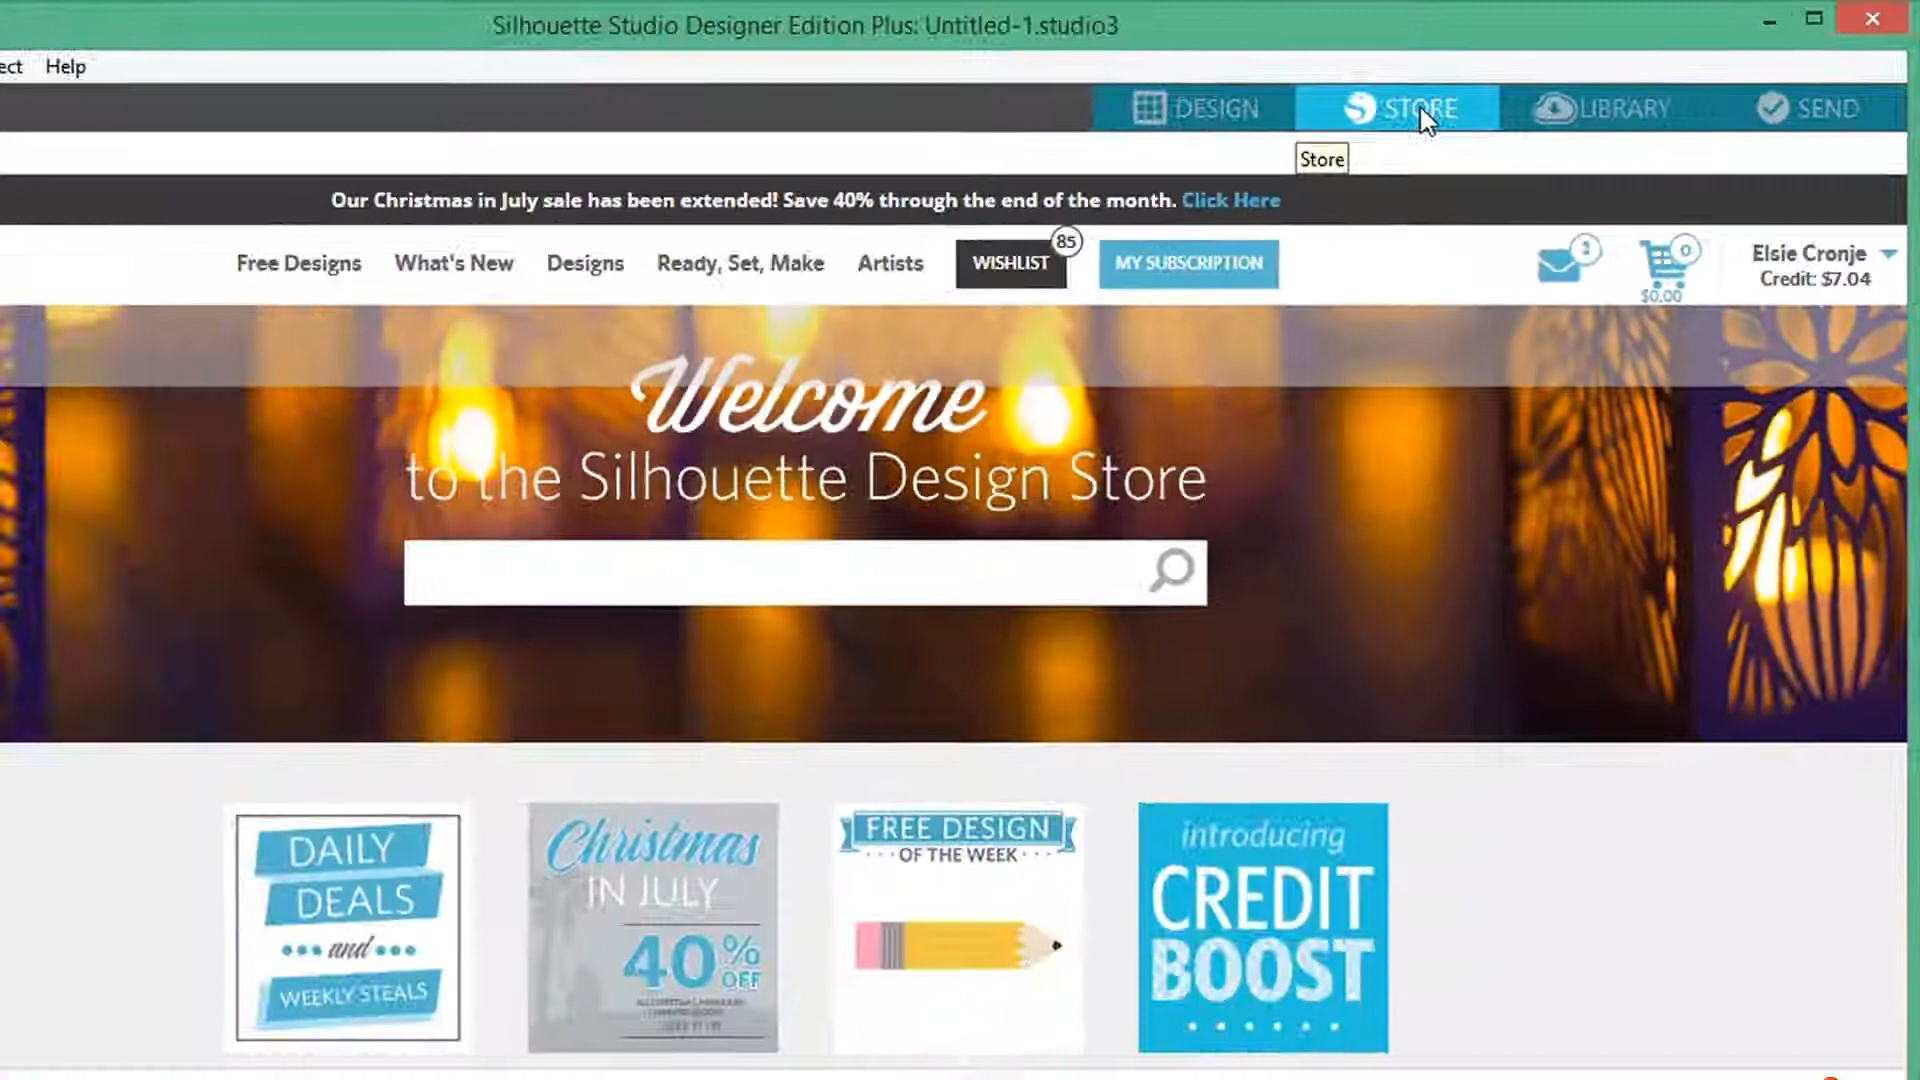 Silhouette Studio Designer Edition Plus: Untitled-1.studio3
ect Help
DESIGN STORE LIBRARY SEND
Store
Our Christmas in July sale has been extended! Save 40% through the end of the month. Click Here
Free Designs What's New Designs Ready, Set, Make Artists WISHLIST 85 MY SUBSCRIPTION 0 Elsie Cronje
$0.00 Credit: $7.04
Welcome
to the Silhouette Design Store
DAILY
DEALS
and
WEEKLY STEALS
Christmas
IN JULY
40% OFF
FREE DESIGN
OF THE WEEK
introducing
CREDIT
BOOST